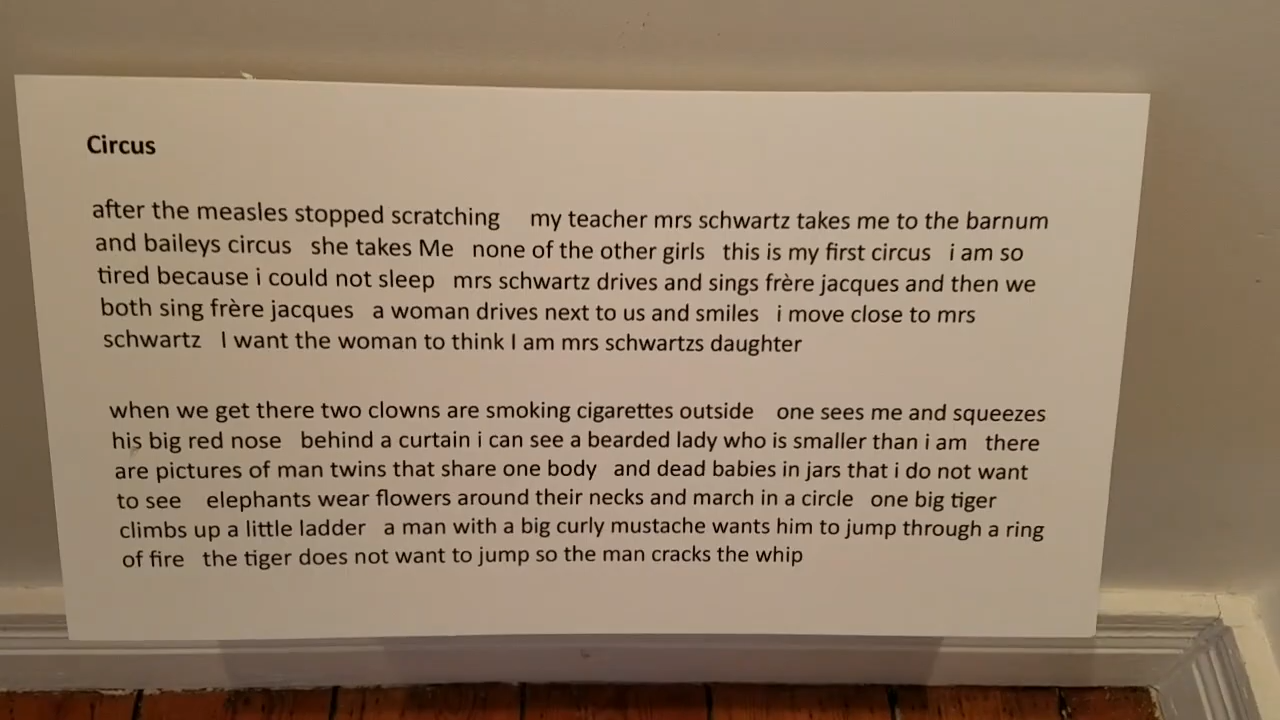 Circus
after the measles stopped scratching    my teacher mrs schwartz takes me to the barnum
and baileys circus   she takes Me   none of the other girls   this is my first circus   i am so
tired because i could not sleep   mrs schwartz drives and sings frère jacques and then we
both sing frère jacques   a woman drives next to us and smiles   i move close to mrs
schwartz   I want the woman to think I am mrs schwartzs daughter
when we get there two clowns are smoking cigarettes outside   one sees me and squeezes
his big red nose   behind a curtain i can see a bearded lady who is smaller than i am   there
are pictures of man twins that share one body   and dead babies in jars that i do not want
to see    elephants wear flowers around their necks and march in a circle   one big tiger
climbs up a little ladder   a man with a big curly mustache wants him to jump through a ring
of fire   the tiger does not want to jump so the man cracks the whip